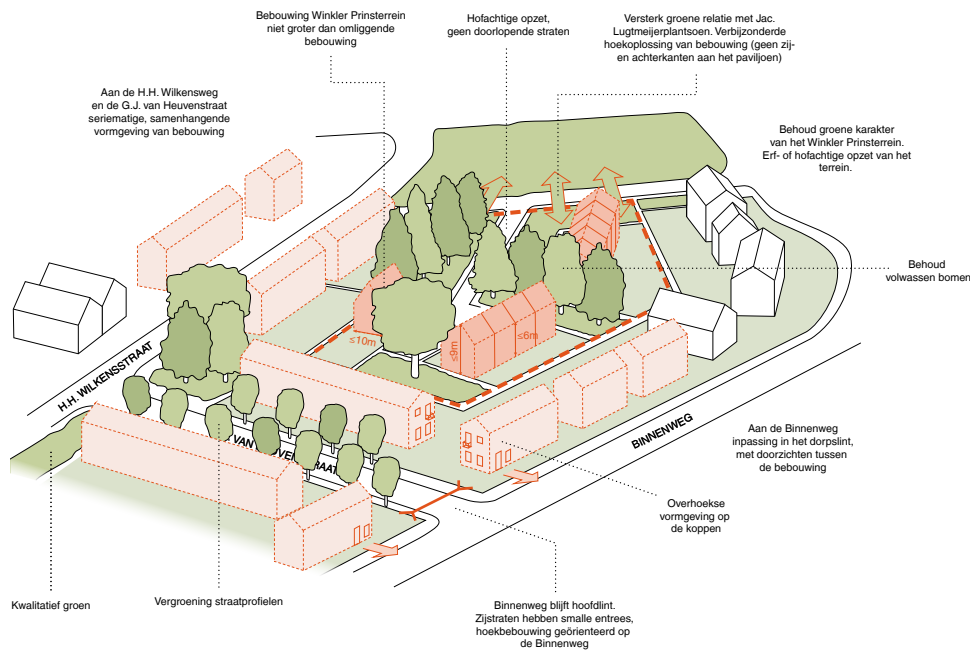 Bebouwing Winkler Prinsterrein
niet groter dan omliggende
bebouwing
Hofachtige opzet,
geen doorlopende straten
Versterk groene relatie met Jac.
Lugtmeijerplantsoen. Verbijzonderde
hoekoplossing van bebouwing (geen zij-
en achterkanten aan het paviljoen)
Aan de H.H. Wilkensweg
en de G.J. van Heuvenstraat
seriematige, samenhangende
vormgeving van bebouwing
Behoud groene karakter
van het Winkler Prinsterrein.
Erf- of hofachtige opzet van het
terrein.
Behoud
volwassen bomen
≤10m
≤9m
≤6m
H.H. WILKENSSTRAAT
VAN
BINNENWEG
Aan de Binnenweg
inpassing in het dorpslint,
met doorzichten tussen
de bebouwing
Overhoekse
vormgeving op
de koppen
Kwalitatief groen
Vergroening straatprofielen
Binnenweg blijft hoofdlint.
Zijstraten hebben smalle entrees,
hoekbebouwing geörienteerd op
de Binnenweg